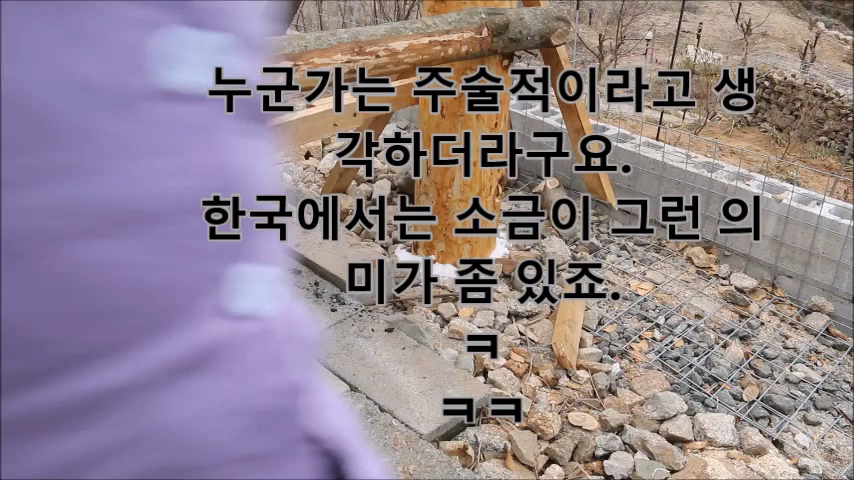 누군가는 주술적이라고 생
각하더라구요.
한국에서는 소금이 그런 의
미가 좀 있죠.
ㅋ
ㅋㅋ